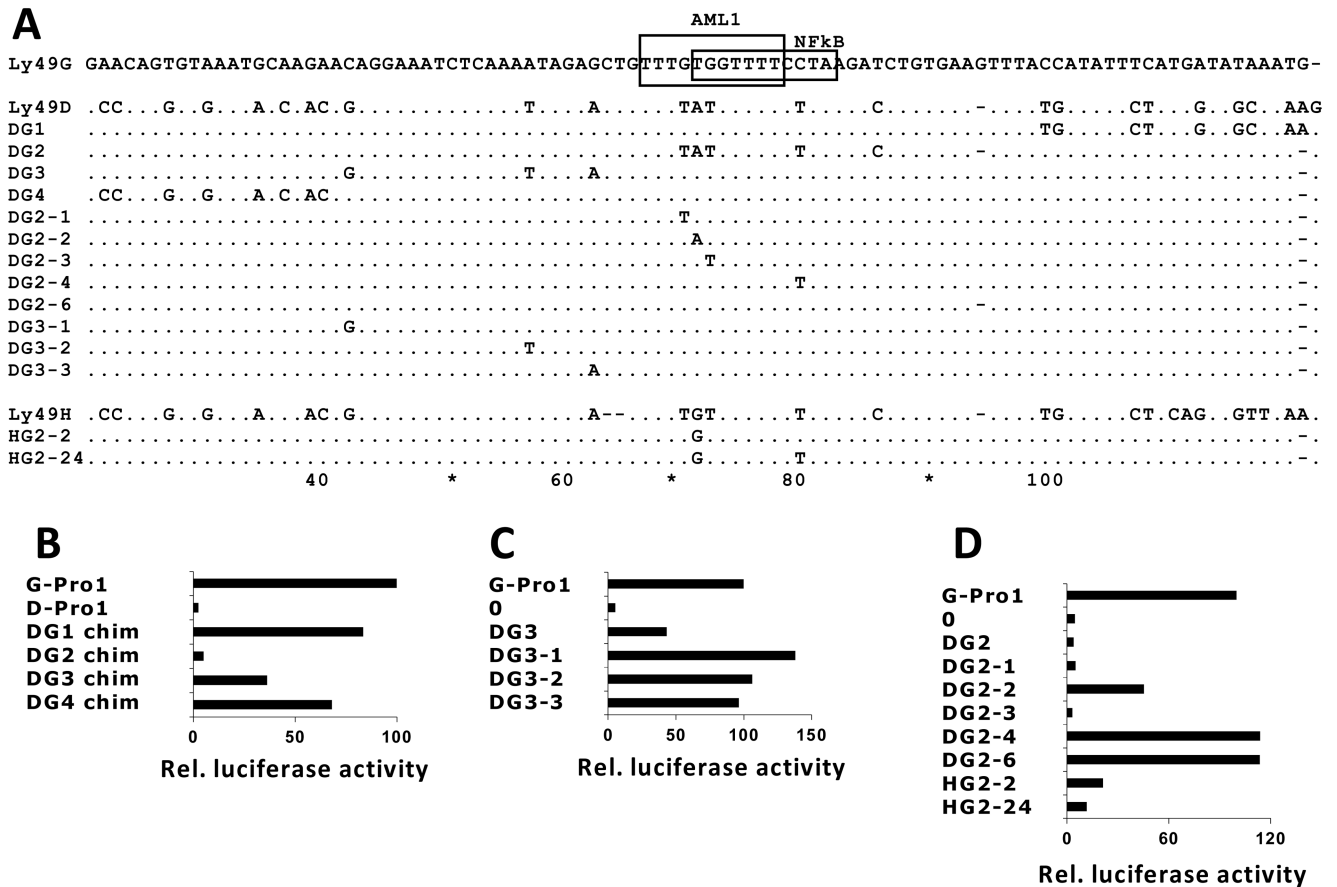 A
AML1
NFkB
Ly49G GAACAGTGTAAATGCAAGAACAGGAAATCTCAAAATAGAGCTGTTTGTGGTTTTCCTAAGATCTGTGAAGTTTACCATATTTCATGATATAAATG-
Ly49D .CC...G..G...A.C.AC.G.............T....A......TAT......T.....C.......-....TG.....CT...G..GC..AAG
DG1 ..........................................................................TG.....CT...G..GC..AA.
DG2 ..............................................TAT......T.....C.......-........................-.
DG3 ....................G.............T....A......................................................-.
DG4 .CC...G..G...A.C.AC...........................................................................-.
DG2-1 ..............................................T...............................................-.
DG2-2 ...............................................A..............................................-.
DG2-3 ................................................T.............................................-.
DG2-4 .......................................................T......................................-.
DG2-6 .....................................................................-........................-.
DG3-1 ....................G.........................................................................-.
DG3-2 ..................................T...........................................................-.
DG3-3 .......................................A......................................................-.
Ly49H .CC...G..G...A...AC.G..................A--....TGT......T.....C.......-....TG.....CT.CAG..GTT.AA.
HG2-2 ...............................................G..............................................-.
HG2-24 ...............................................G.......T......................................-.
40 * 60 * 80 * 100
B
G-Pro1
D-Pro1
DG1 chim
DG2 chim
DG3 chim
DG4 chim
0 50 100
Rel. luciferase activity
C
G-Pro1
0
DG3
DG3-1
DG3-2
DG3-3
0 50 100 150
Rel. luciferase activity
D
G-Pro1
0
DG2
DG2-1
DG2-2
DG2-3
DG2-4
DG2-6
HG2-2
HG2-24
0 60 120
Rel. luciferase activity